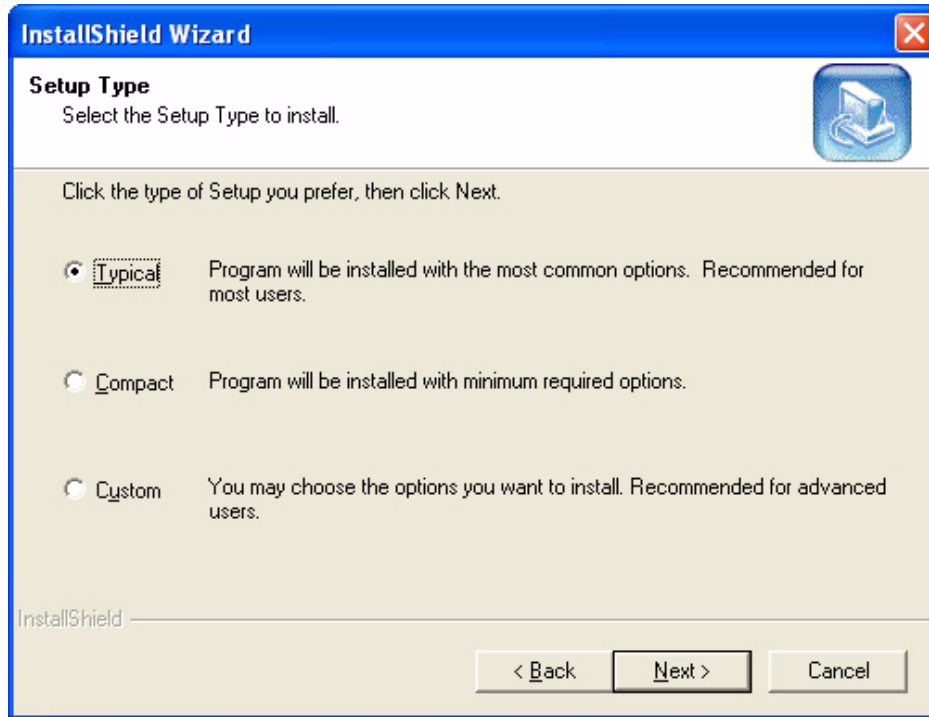 InstallShield Wizard
Setup Type
Select the Setup Type to install.
Click the type of Setup you prefer, then click Next.
Typical Program will be installed with the most common options. Recommended for
most users.
Compact Program will be installed with minimum required options.
Custom You may choose the options you want to install. Recommended for advanced
users.
InstallShield
< Back Next > Cancel